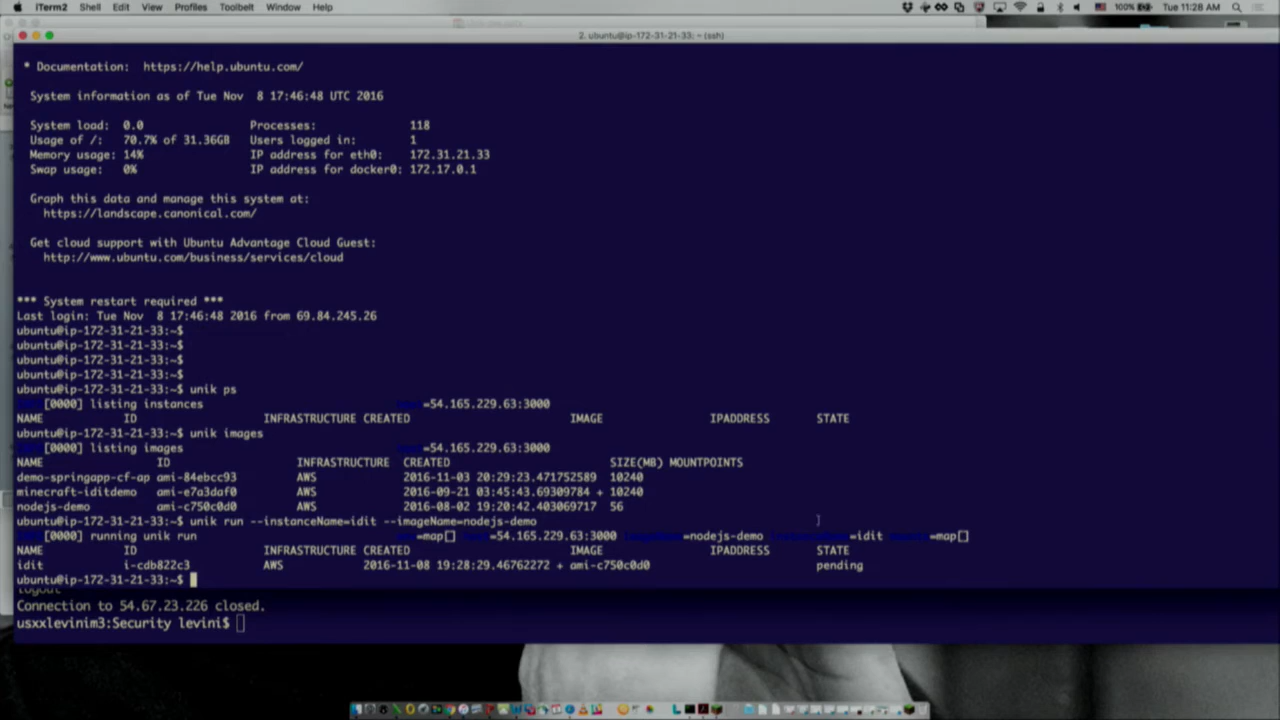 iTerm2 Shell Edit View Profiles Toolbelt Window Help 100% Tue 11:28 AM
2. ubuntu@ip-172-31-21-33: ~ (ssh)
* Documentation: https://help.ubuntu.com/
System information as of Tue Nov 8 17:46:48 UTC 2016
System load: 0.0 Processes: 118
Usage of /: 70.7% of 31.36GB Users logged in: 1
Memory usage: 14% IP address for eth0: 172.31.21.33
Swap usage: 0% IP address for docker0: 172.17.0.1
Graph this data and manage this system at:
https://landscape.canonical.com/
Get cloud support with Ubuntu Advantage Cloud Guest:
http://www.ubuntu.com/business/services/cloud
*** System restart required ***
Last login: Tue Nov 8 17:46:48 2016 from 69.84.245.26
ubuntu@ip-172-31-21-33:~$
ubuntu@ip-172-31-21-33:~$
ubuntu@ip-172-31-21-33:~$
ubuntu@ip-172-31-21-33:~$
ubuntu@ip-172-31-21-33:~$ unik ps
[0000] listing instances =54.165.229.63:3000
NAME ID INFRASTRUCTURE CREATED IMAGE IPADDRESS STATE
ubuntu@ip-172-31-21-33:~$ unik images
[0000] listing images =54.165.229.63:3000
NAME ID INFRASTRUCTURE CREATED SIZE(MB) MOUNTPOINTS
demo-springapp-cf-ap ami-84ebcc93 AWS 2016-11-03 20:29:23.471752589 10240
minecraft-iditdemo ami-e7a3daf0 AWS 2016-09-21 03:45:43.69309784 + 10240
nodejs-demo ami-c750c0d0 AWS 2016-08-02 19:20:42.403069717 56
ubuntu@ip-172-31-21-33:~$ unik run --instanceName=idit --imageName=nodejs-demo
[0000] running unik run =map[] =54.165.229.63:3000 =nodejs-demo =idit =map[]
NAME ID INFRASTRUCTURE CREATED IMAGE IPADDRESS STATE
idit i-cdb822c3 AWS 2016-11-08 19:28:29.46762272 + ami-c750c0d0 pending
ubuntu@ip-172-31-21-33:~$
logout
Connection to 54.67.23.226 closed.
usxxlevinim3:Security levini$